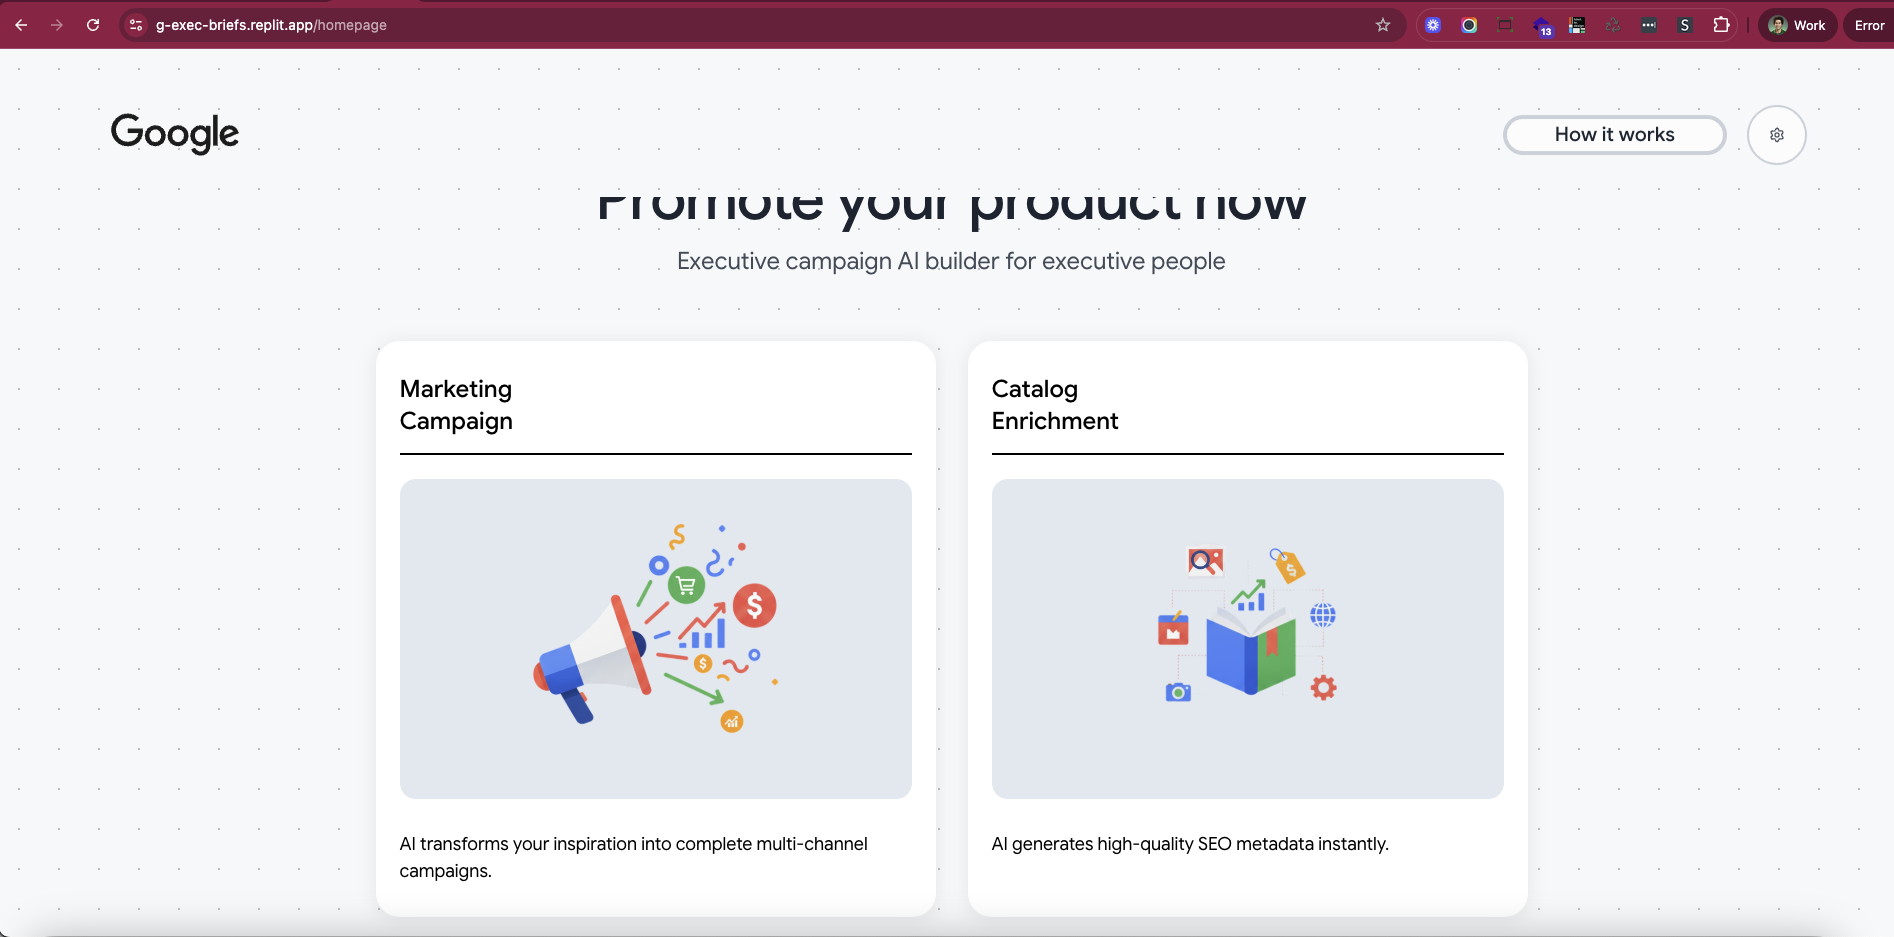 g-exec-briefs.replit.app/homepage
13
S
Work
Error
Google
How it works
Promote your product now
Executive campaign AI builder for executive people
Marketing
Campaign
Catalog
Enrichment
AI transforms your inspiration into complete multi-channel
campaigns.
AI generates high-quality SEO metadata instantly.